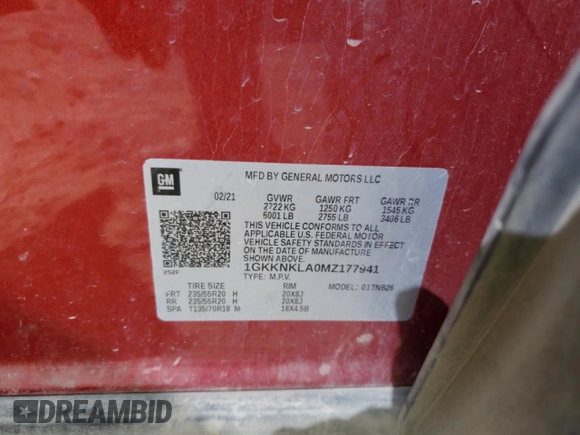 GM
MFD BY GENERAL MOTORS LLC
02/21 GVWR GAWR FRT GAWR RR
2722 KG 1250 KG 1545 KG
6001 LB 2755 LB 3406 LB
THIS VEHICLE CONFORMS TO ALL
APPLICABLE U.S. FEDERAL MOTOR
VEHICLE SAFETY STANDARDS IN EFFECT
ON THE DATE OF MANUFACTURE
SHOWN ABOVE.
1GKKNKLA0MZ177941
TYPE: M.P.V.
TIRE SIZE RIM MODEL: 01TNB26
FRT 235/55R20 H 20X8J
RR 235/55R20 H 20X8J
SPA T135/70R18 M 18X4.5B
DREAMBID